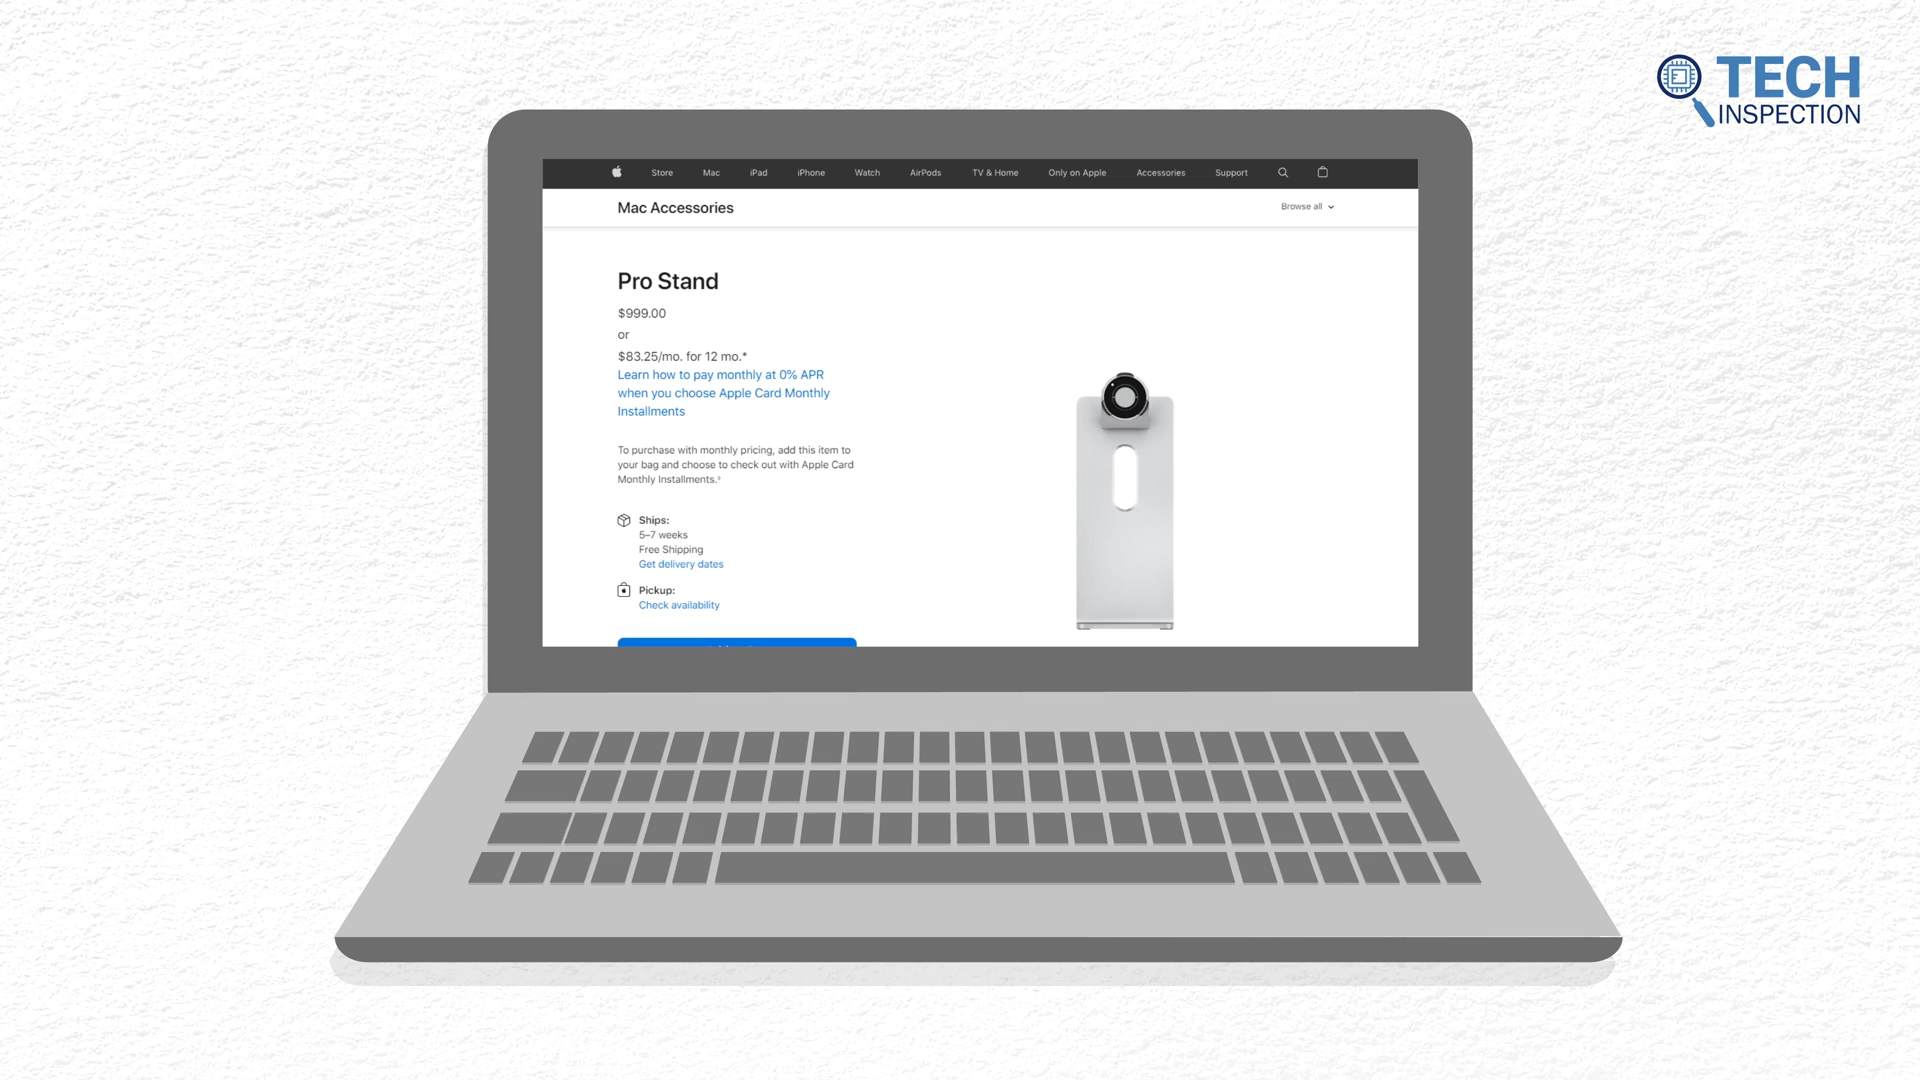 TECH
INSPECTION
Store Mac iPad iPhone Watch AirPods TV & Home Only on Apple Accessories Support
Mac Accessories
Browse all
Pro Stand
$999.00
or
$83.25/mo. for 12 mo.*
Learn how to pay monthly at 0% APR
when you choose Apple Card Monthly
Installments
To purchase with monthly pricing, add this item to
your bag and choose to check out with Apple Card
Monthly Installments.◊
Ships:
5–7 weeks
Free Shipping
Get delivery dates
Pickup:
Check availability